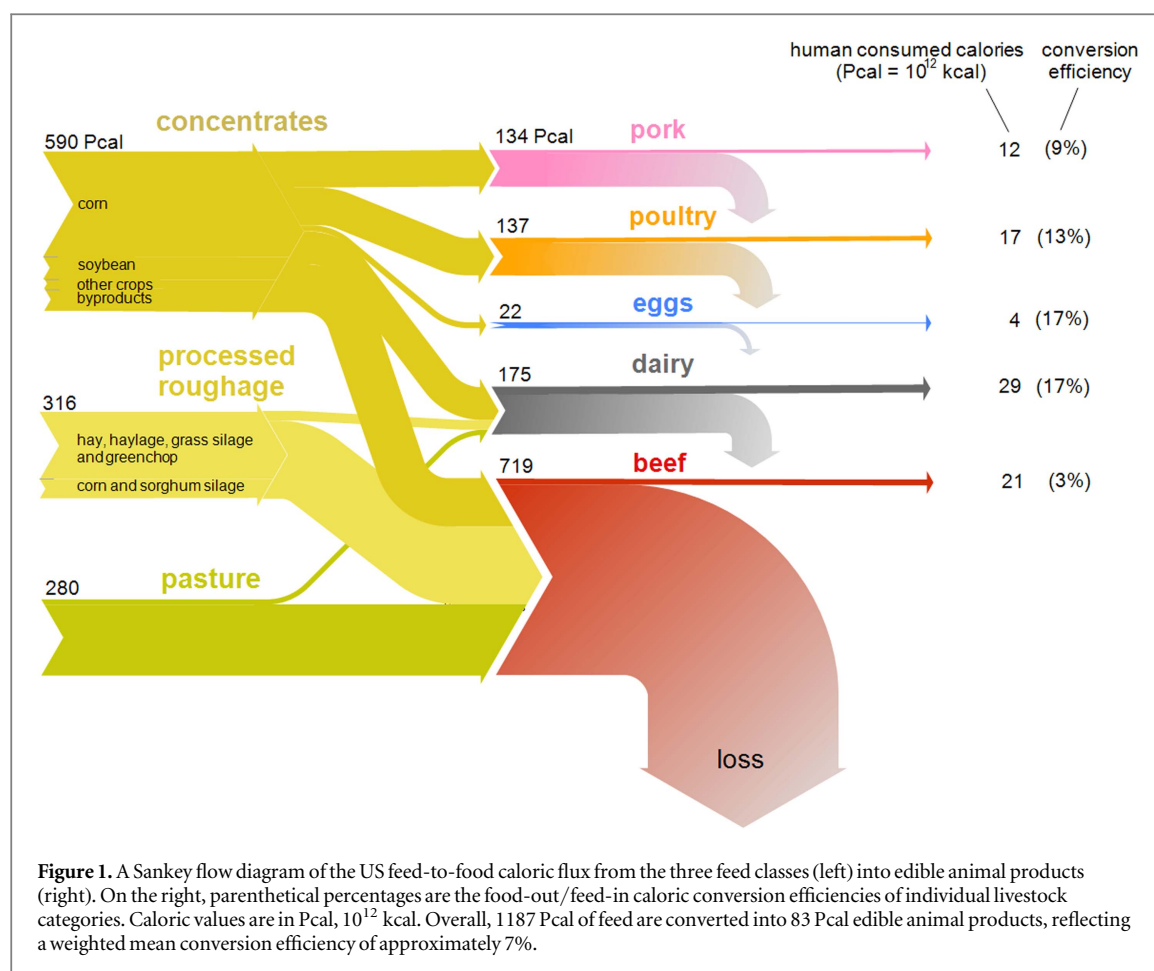 human consumed calories
(Pcal = 10¹² kcal)
conversion
efficiency
concentrates
590 Pcal
corn
soybean
other crops
byproducts
134 Pcal
pork
12 (9%)
137
poultry
17 (13%)
22
eggs
4 (17%)
processed
roughage
316
hay, haylage, grass silage
and greenchop
corn and sorghum silage
175
dairy
29 (17%)
719
beef
21 (3%)
280
pasture
loss
Figure 1. A Sankey flow diagram of the US feed-to-food caloric flux from the three feed classes (left) into edible animal products
(right). On the right, parenthetical percentages are the food-out/feed-in caloric conversion efficiencies of individual livestock
categories. Caloric values are in Pcal, 10¹² kcal. Overall, 1187 Pcal of feed are converted into 83 Pcal edible animal products, reflecting
a weighted mean conversion efficiency of approximately 7%.